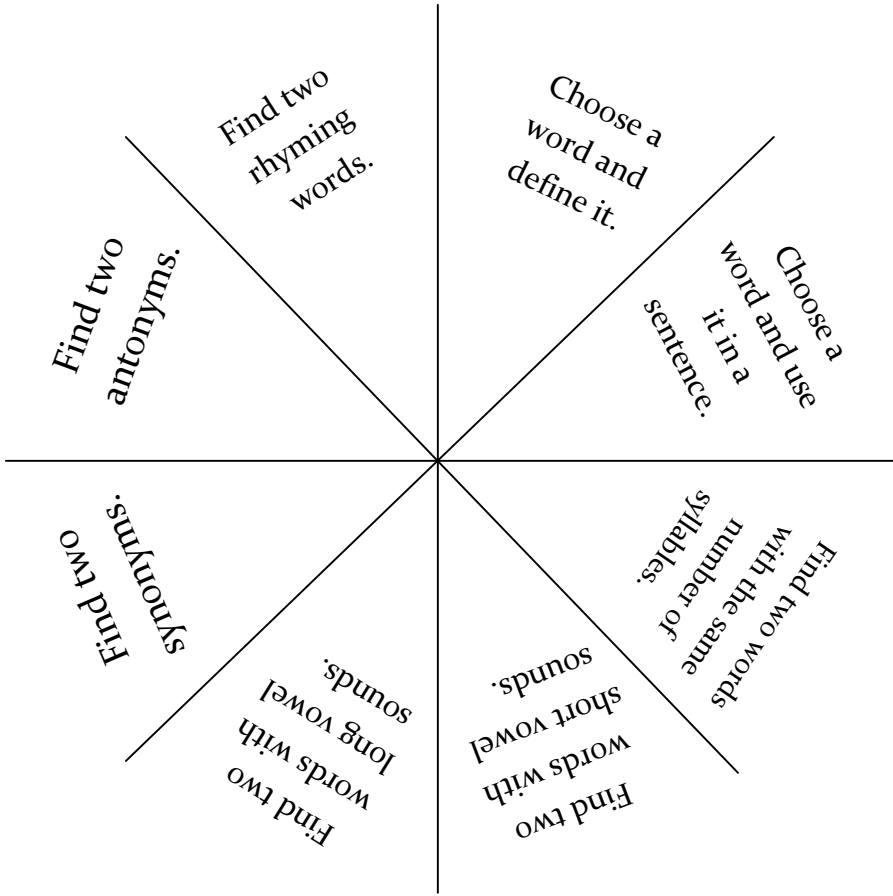 Choose a
word and
define it.
Choose a
word and use
it in a
sentence.
Find two words
with the same
number of
syllables.
Find two
words with
short vowel
sounds.
Find two
words with
long vowel
sounds.
Find two
synonyms.
Find two
antonyms.
Find two
rhyming
words.